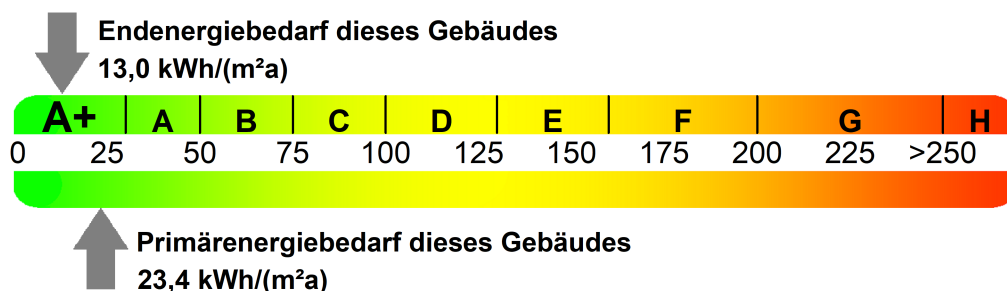 Endenergiebedarf dieses Gebäudes
13,0 kWh/(m²a)
A+ A B C D E F G H
0 25 50 75 100 125 150 175 200 225 >250
Primärenergiebedarf dieses Gebäudes
23,4 kWh/(m²a)